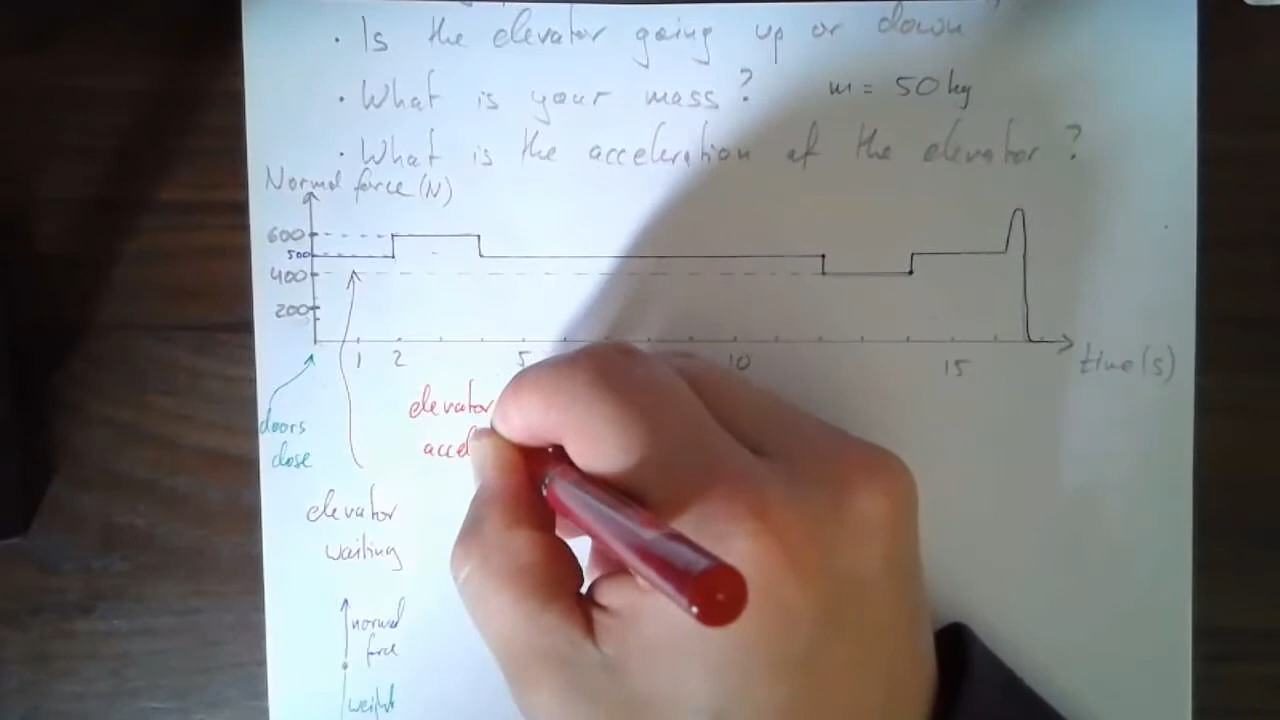 · Is the elevator going up or down
· What is your mass? m = 50 kg
· What is the acceleration of the elevator?
Normal force (N)
600
500
400
200
1 2 5 10 15 time (s)
doors
close
elevator
accel
elevator
waiting
normal
force
weight